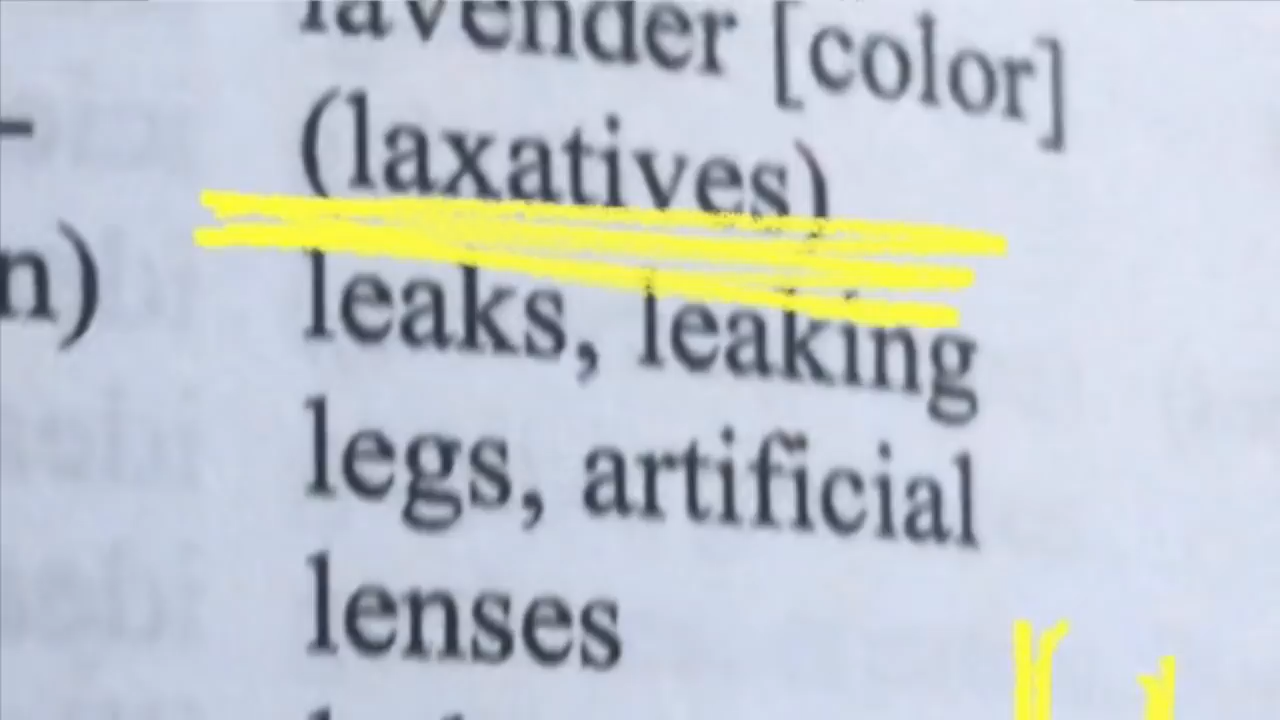 lavender [color]
(laxatives)
n)
leaks, leaking
legs, artificial
lenses